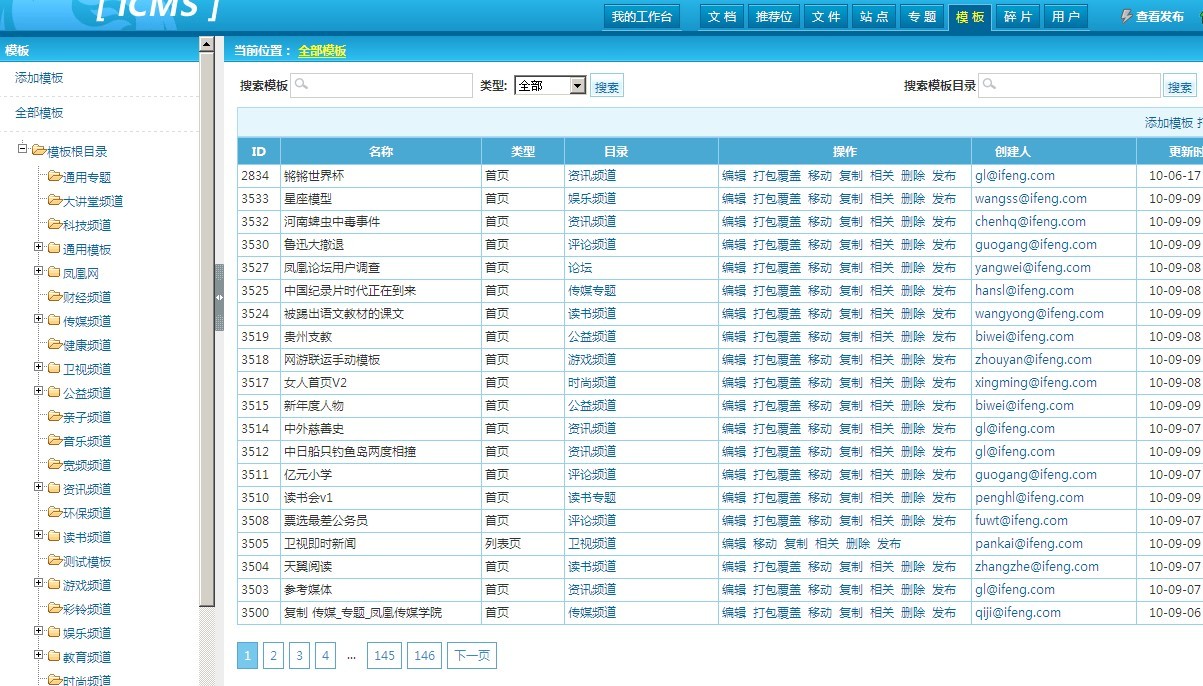 [ iCMS ]
我的工作台 文档 推荐位 文件 站点 专题 模板 碎片 用户 查看发布
模板
添加模板
全部模板
模板根目录
通用专题
大讲堂频道
科技频道
通用模板
凤凰网
财经频道
传媒频道
健康频道
卫视频道
公益频道
亲子频道
音乐频道
宽频频道
资讯频道
环保频道
读书频道
测试模板
游戏频道
彩铃频道
娱乐频道
教育频道
时尚频道
当前位置： 全部模板
搜索模板 类型: 全部 搜索 搜索模板目录 搜索
添加模板
ID 名称 类型 目录 操作 创建人 更新时
2834 锵锵世界杯 首页 资讯频道 编辑 打包覆盖 移动 复制 相关 删除 发布 gl@ifeng.com 10-06-17
3533 星座模型 首页 娱乐频道 编辑 打包覆盖 移动 复制 相关 删除 发布 wangss@ifeng.com 10-09-09
3532 河南蜱虫中毒事件 首页 资讯频道 编辑 打包覆盖 移动 复制 相关 删除 发布 chenhq@ifeng.com 10-09-09
3530 鲁迅大撤退 首页 评论频道 编辑 打包覆盖 移动 复制 相关 删除 发布 guogang@ifeng.com 10-09-09
3527 凤凰论坛用户调查 首页 论坛 编辑 打包覆盖 移动 复制 相关 删除 发布 yangwei@ifeng.com 10-09-08
3525 中国纪录片时代正在到来 首页 传媒专题 编辑 打包覆盖 移动 复制 相关 删除 发布 hansl@ifeng.com 10-09-08
3524 被踢出语文教材的课文 首页 读书频道 编辑 打包覆盖 移动 复制 相关 删除 发布 wangyong@ifeng.com 10-09-09
3519 贵州支教 首页 公益频道 编辑 打包覆盖 移动 复制 相关 删除 发布 biwei@ifeng.com 10-09-08
3518 网游联运手动模板 首页 游戏频道 编辑 打包覆盖 移动 复制 相关 删除 发布 zhouyan@ifeng.com 10-09-09
3517 女人首页V2 首页 时尚频道 编辑 打包覆盖 移动 复制 相关 删除 发布 xingming@ifeng.com 10-09-08
3515 新年度人物 首页 公益频道 编辑 打包覆盖 移动 复制 相关 删除 发布 biwei@ifeng.com 10-09-08
3514 中外慈善史 首页 资讯频道 编辑 打包覆盖 移动 复制 相关 删除 发布 gl@ifeng.com 10-09-07
3512 中日船只钓鱼岛两度相撞 首页 资讯频道 编辑 打包覆盖 移动 复制 相关 删除 发布 gl@ifeng.com 10-09-09
3511 亿元小学 首页 评论频道 编辑 打包覆盖 移动 复制 相关 删除 发布 guogang@ifeng.com 10-09-07
3510 读书会v1 首页 读书专题 编辑 打包覆盖 移动 复制 相关 删除 发布 penghl@ifeng.com 10-09-09
3508 票选最差公务员 首页 评论频道 编辑 打包覆盖 移动 复制 相关 删除 发布 fuwt@ifeng.com 10-09-07
3505 卫视即时新闻 列表页 卫视频道 编辑 移动 复制 相关 删除 发布 pankai@ifeng.com 10-09-09
3504 天翼阅读 首页 读书频道 编辑 打包覆盖 移动 复制 相关 删除 发布 zhangzhe@ifeng.com 10-09-07
3503 参考媒体 首页 资讯频道 编辑 打包覆盖 移动 复制 相关 删除 发布 gl@ifeng.com 10-09-07
3500 复制 传媒_专题_凤凰传媒学院 首页 传媒频道 编辑 打包覆盖 移动 复制 相关 删除 发布 qiji@ifeng.com 10-09-06
1 2 3 4 ... 145 146 下一页